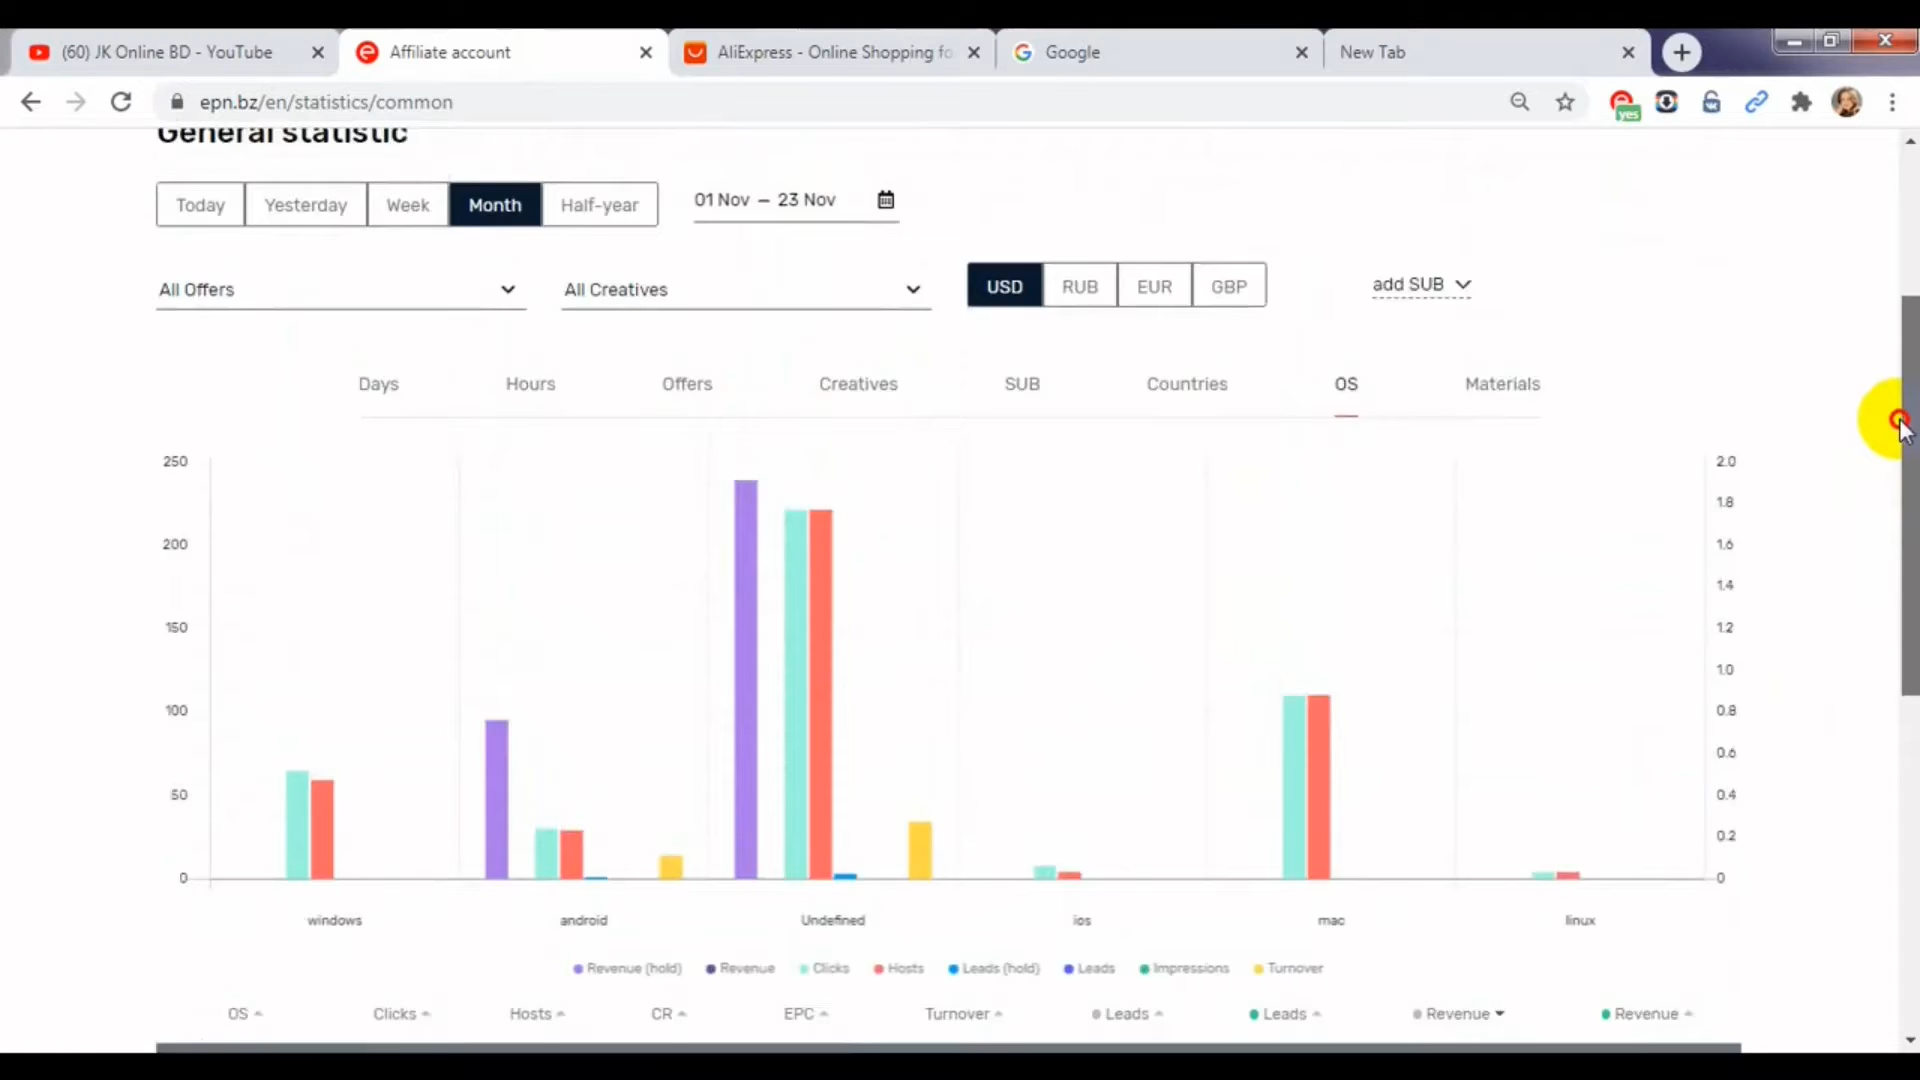 (60) JK Online BD - YouTube
Affiliate account
AliExpress - Online Shopping fo
Google
New Tab
epn.bz/en/statistics/common
yes
General statistic
Today Yesterday Week Month Half-year
01 Nov – 23 Nov
All Offers
All Creatives
USD RUB EUR GBP
add SUB
Days Hours Offers Creatives SUB Countries OS Materials
250 2.0
1.8
200 1.6
1.4
150 1.2
1.0
100 0.8
0.6
50 0.4
0.2
0 0
windows android Undefined ios mac linux
Revenue (hold) Revenue Clicks Hosts Leads (hold) Leads Impressions Turnover
OS Clicks Hosts CR EPC Turnover Leads Leads Revenue Revenue